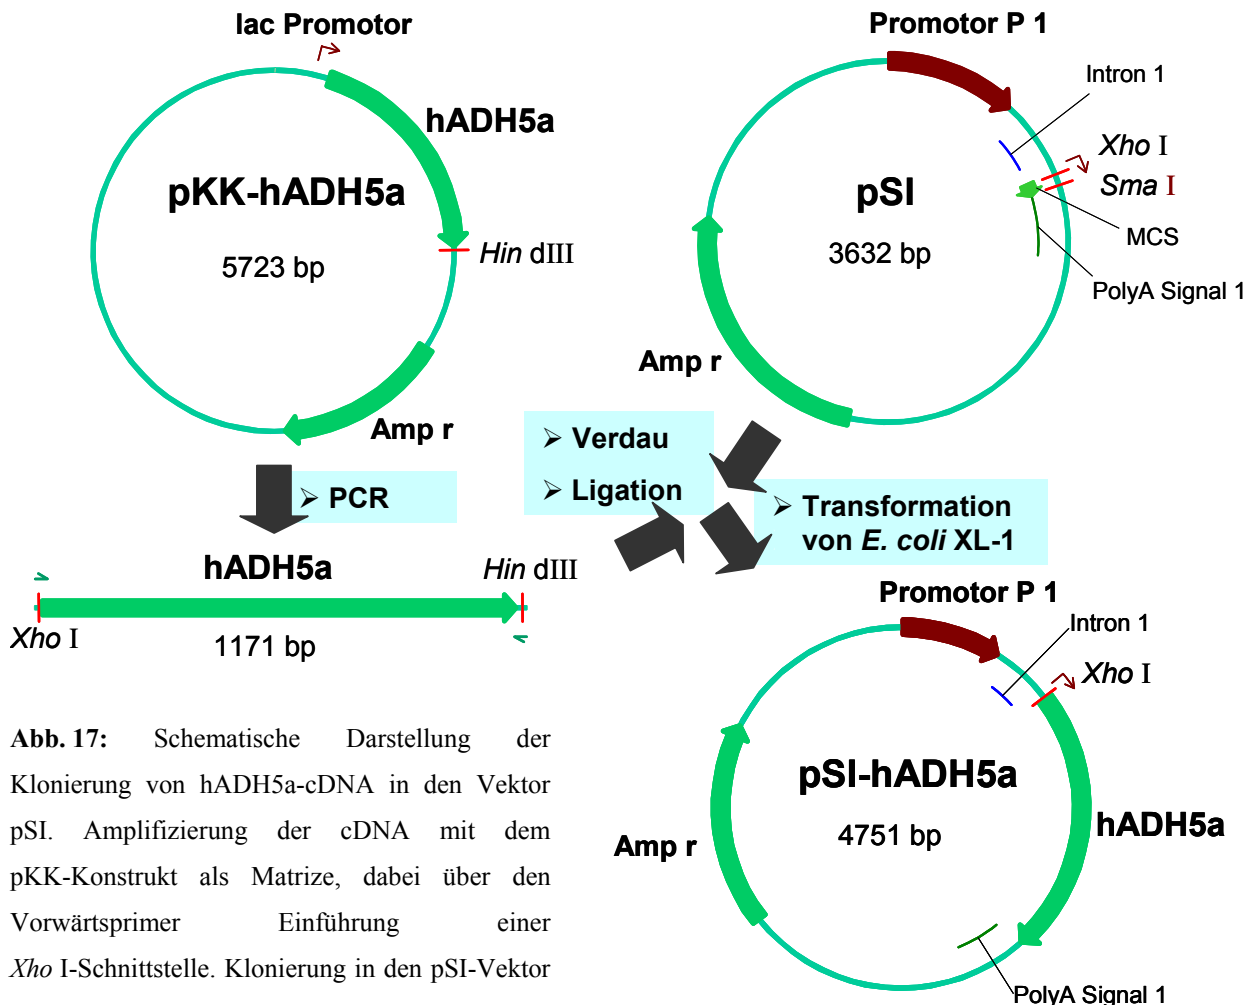 lac Promotor
hADH5a
pKK-hADH5a
5723 bp
Hin dIII
Amp r
Promotor P 1
Intron 1
Xho I
Sma I
MCS
PolyA Signal 1
pSI
3632 bp
Amp r
➢ PCR
➢ Verdau
➢ Ligation
➢ Transformation
von E. coli XL-1
hADH5a
Hin dIII
Xho I
1171 bp
Promotor P 1
Intron 1
Xho I
pSI-hADH5a
4751 bp
hADH5a
Amp r
PolyA Signal 1
Abb. 17: Schematische Darstellung der
Klonierung von hADH5a-cDNA in den Vektor
pSI. Amplifizierung der cDNA mit dem
pKK-Konstrukt als Matrize, dabei über den
Vorwärtsprimer Einführung einer
Xho I-Schnittstelle. Klonierung in den pSI-Vektor